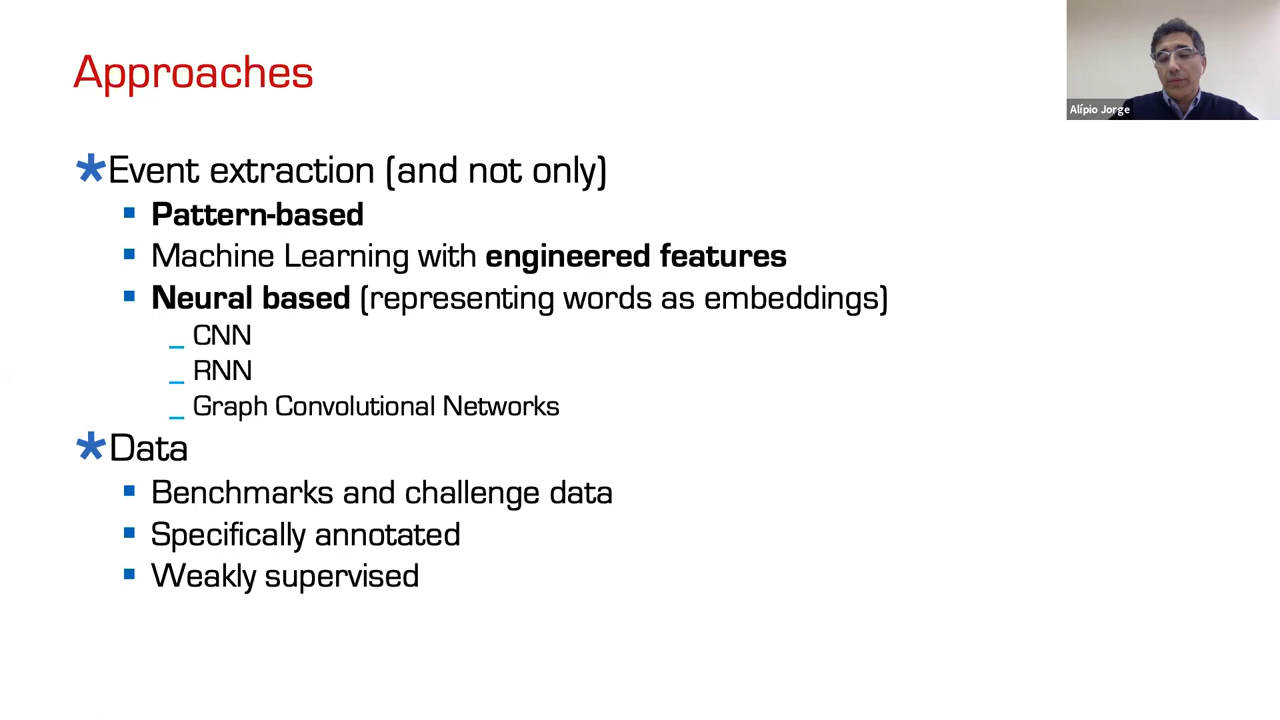 Approaches
Alípio Jorge
*Event extraction (and not only)
▪ Pattern-based
▪ Machine Learning with engineered features
▪ Neural based (representing words as embeddings)
_ CNN
_ RNN
_ Graph Convolutional Networks
*Data
▪ Benchmarks and challenge data
▪ Specifically annotated
▪ Weakly supervised